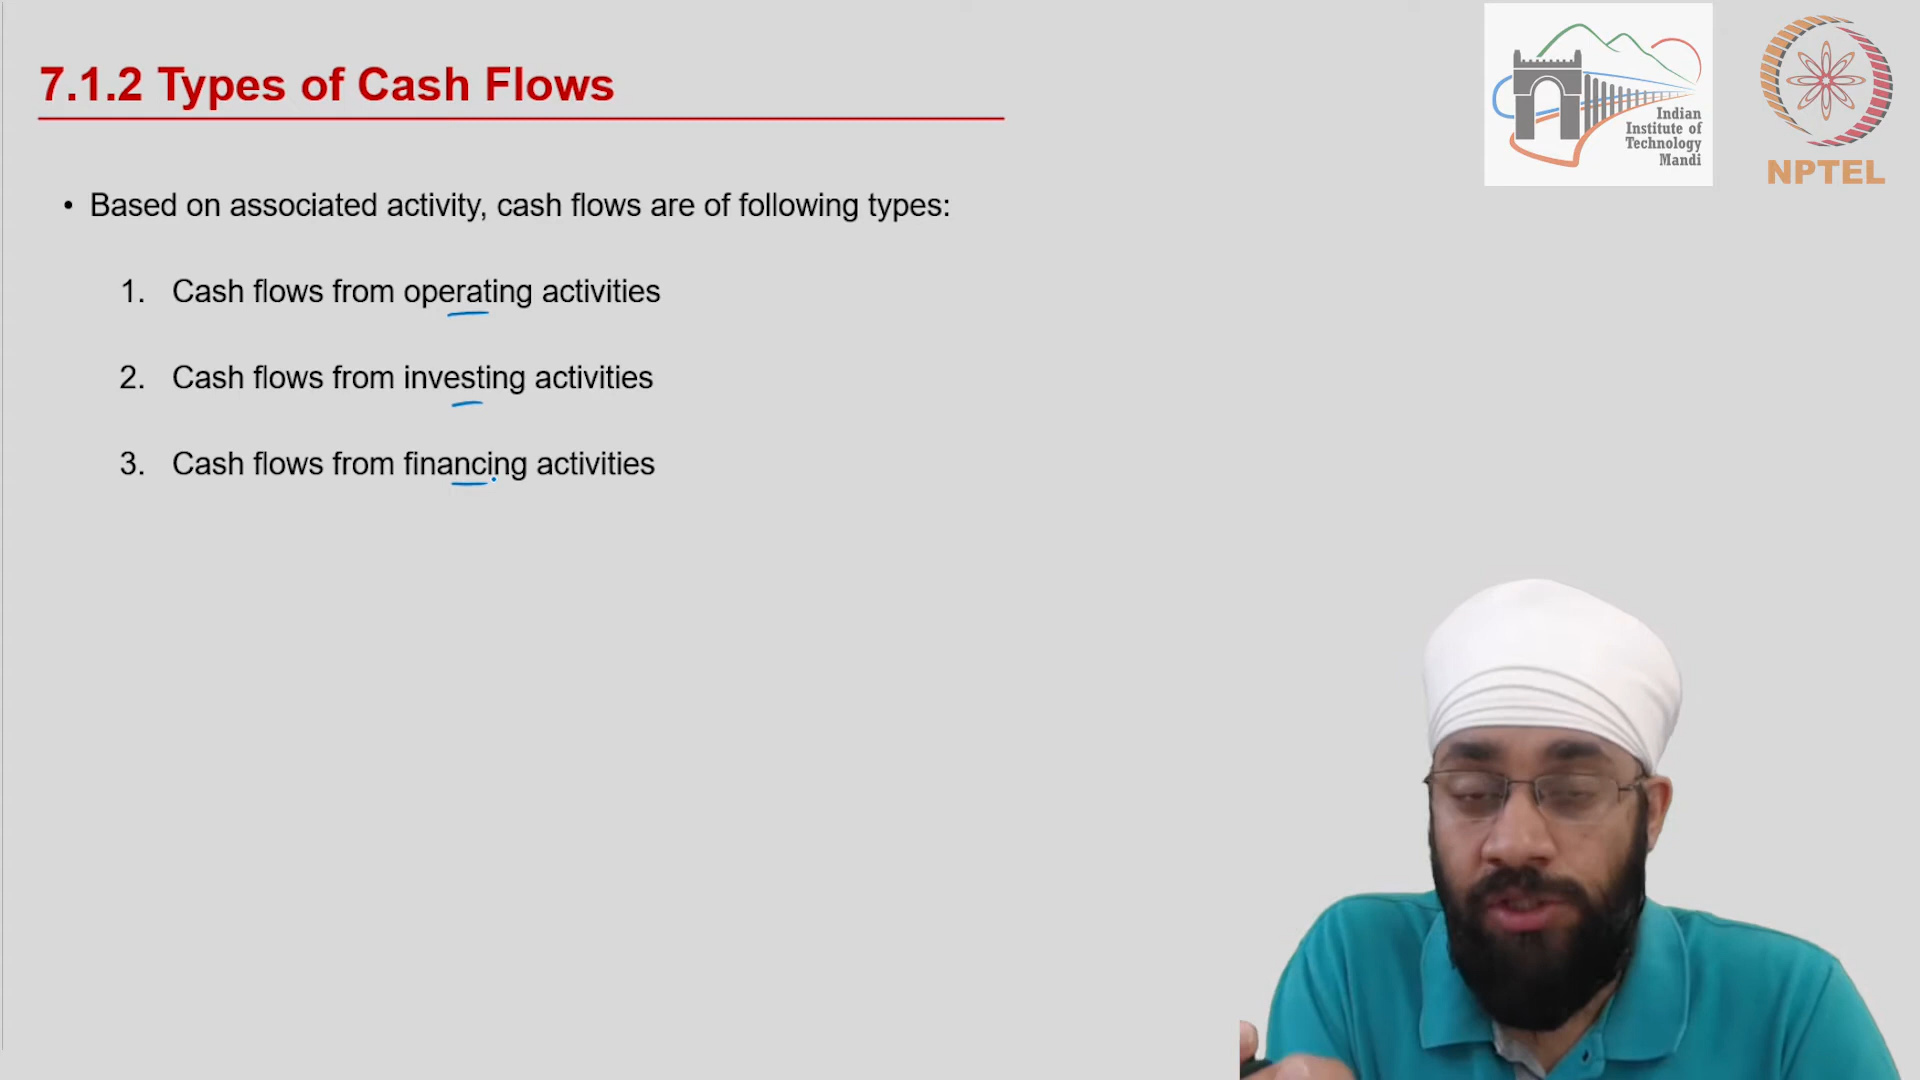 7.1.2 Types of Cash Flows
• Based on associated activity, cash flows are of following types:
1. Cash flows from operating activities
2. Cash flows from investing activities
3. Cash flows from financing activities
Indian
Institute of
Technology
Mandi
NPTEL